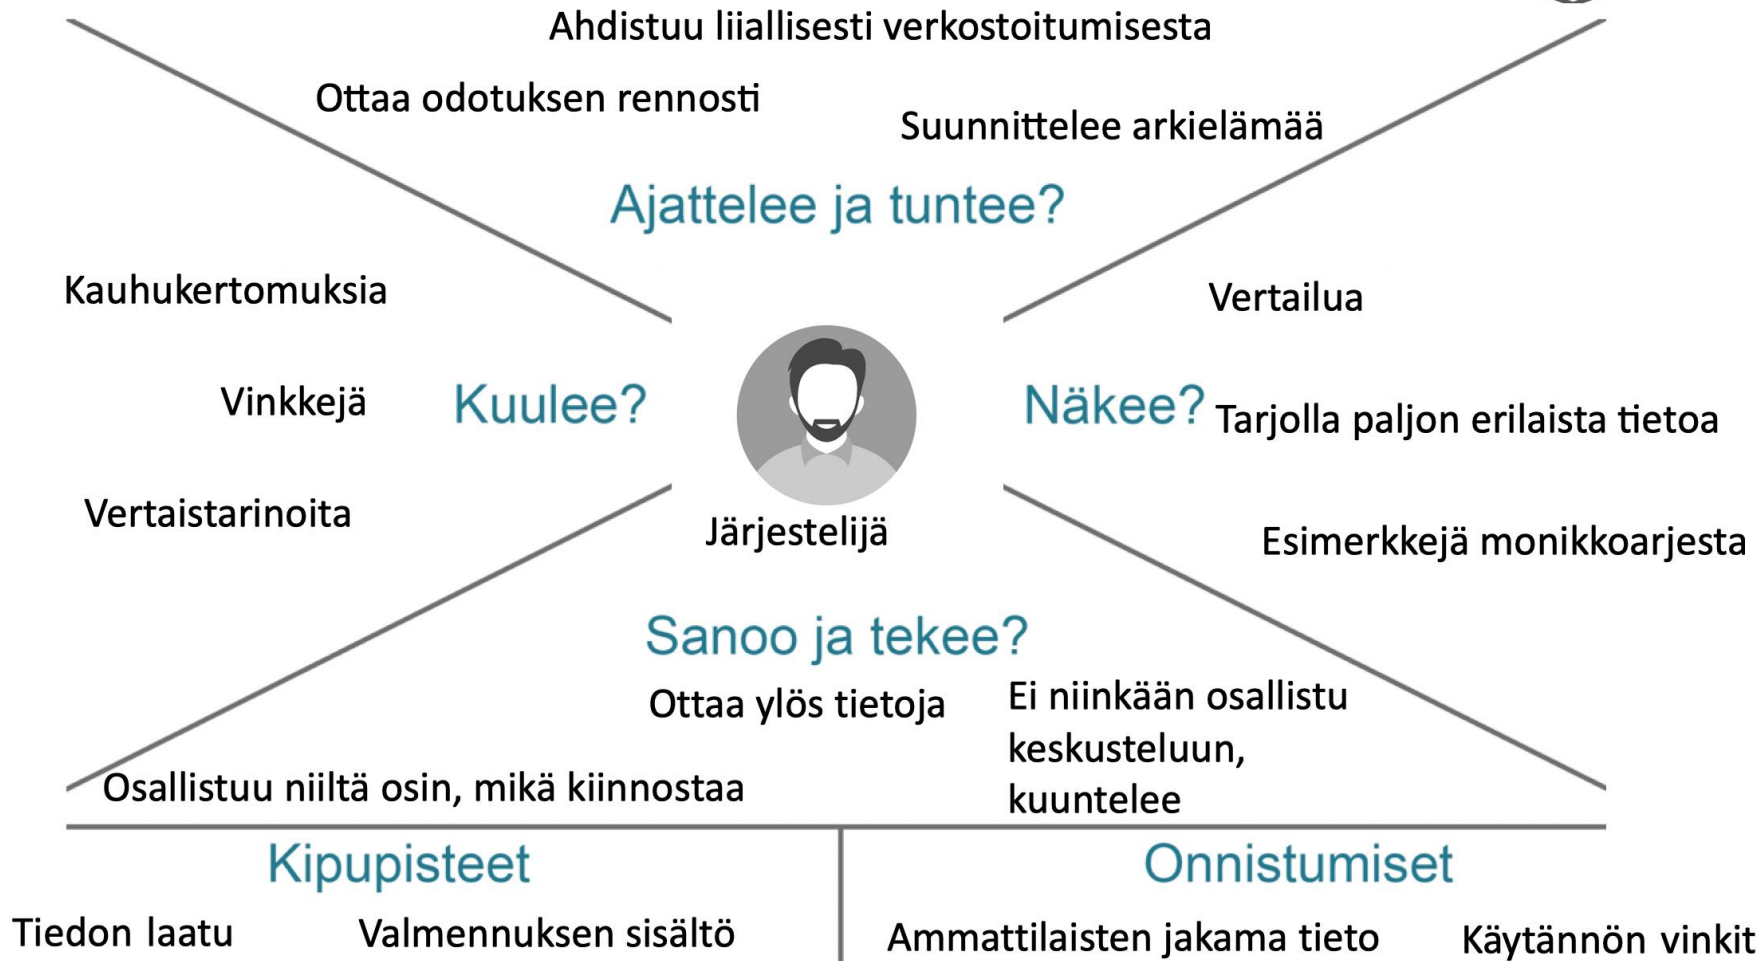 Ahdistuu liiallisesti verkostoitumisesta
Ottaa odotuksen rennosti
Suunnittelee arkielämää
Ajattelee ja tuntee?
Kauhukertomuksia
Vinkkejä
Kuulee?
Vertaistarinoita
Vertailua
Näkee?
Tarjolla paljon erilaista tietoa
Esimerkkejä monikkoarjesta
Järjestelijä
Sanoo ja tekee?
Ottaa ylös tietoja
Ei niinkään osallistu
keskusteluun,
kuuntelee
Osallistuu niiltä osin, mikä kiinnostaa
Kipupisteet
Tiedon laatu
Valmennuksen sisältö
Onnistumiset
Ammattilaisten jakama tieto
Käytännön vinkit